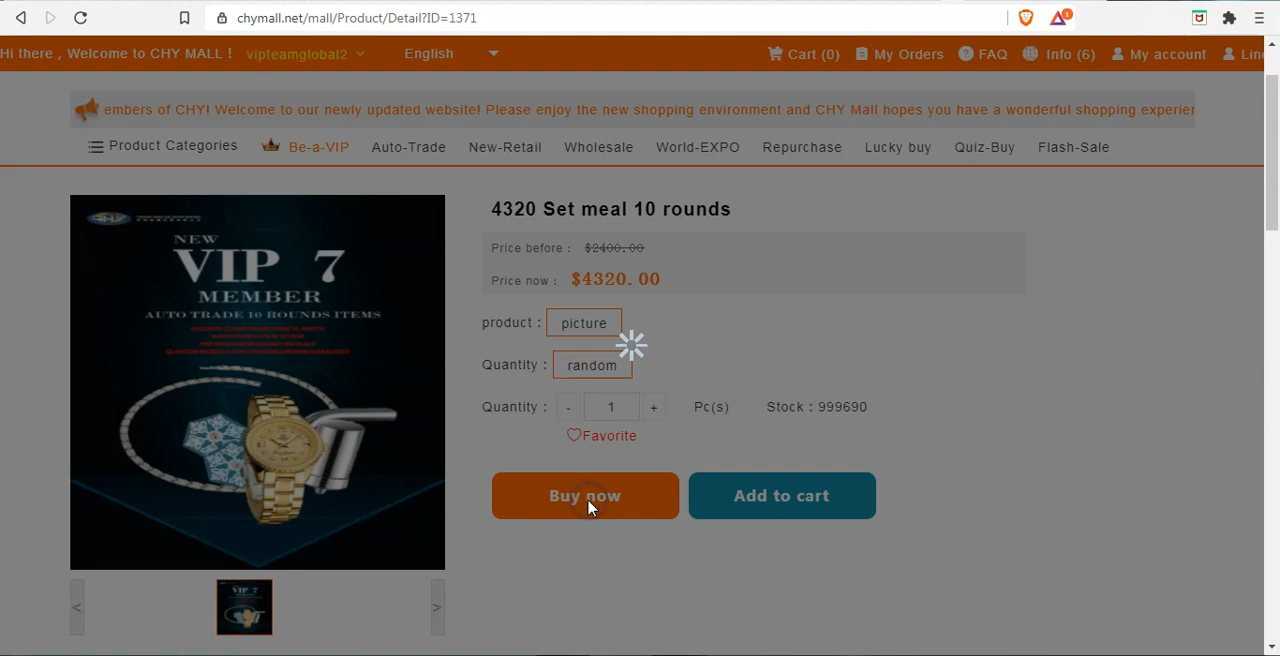 chymall.net/mall/Product/Detail?ID=1371
1
Hi there , Welcome to CHY MALL ! vipteamglobal2 English Cart (0) My Orders FAQ Info (6) My account Lin
embers of CHY! Welcome to our newly updated website! Please enjoy the new shopping environment and CHY Mall hopes you have a wonderful shopping experier
Product Categories Be-a-VIP Auto-Trade New-Retail Wholesale World-EXPO Repurchase Lucky buy Quiz-Buy Flash-Sale
4320 Set meal 10 rounds
Price before : $2400.00
Price now : $4320.00
product : picture
Quantity : random
Quantity : - 1 + Pc(s) Stock : 999690
Favorite
Buy now Add to cart
NEW
VIP 7
MEMBER
AUTO TRADE 10 ROUNDS ITEMS
< >